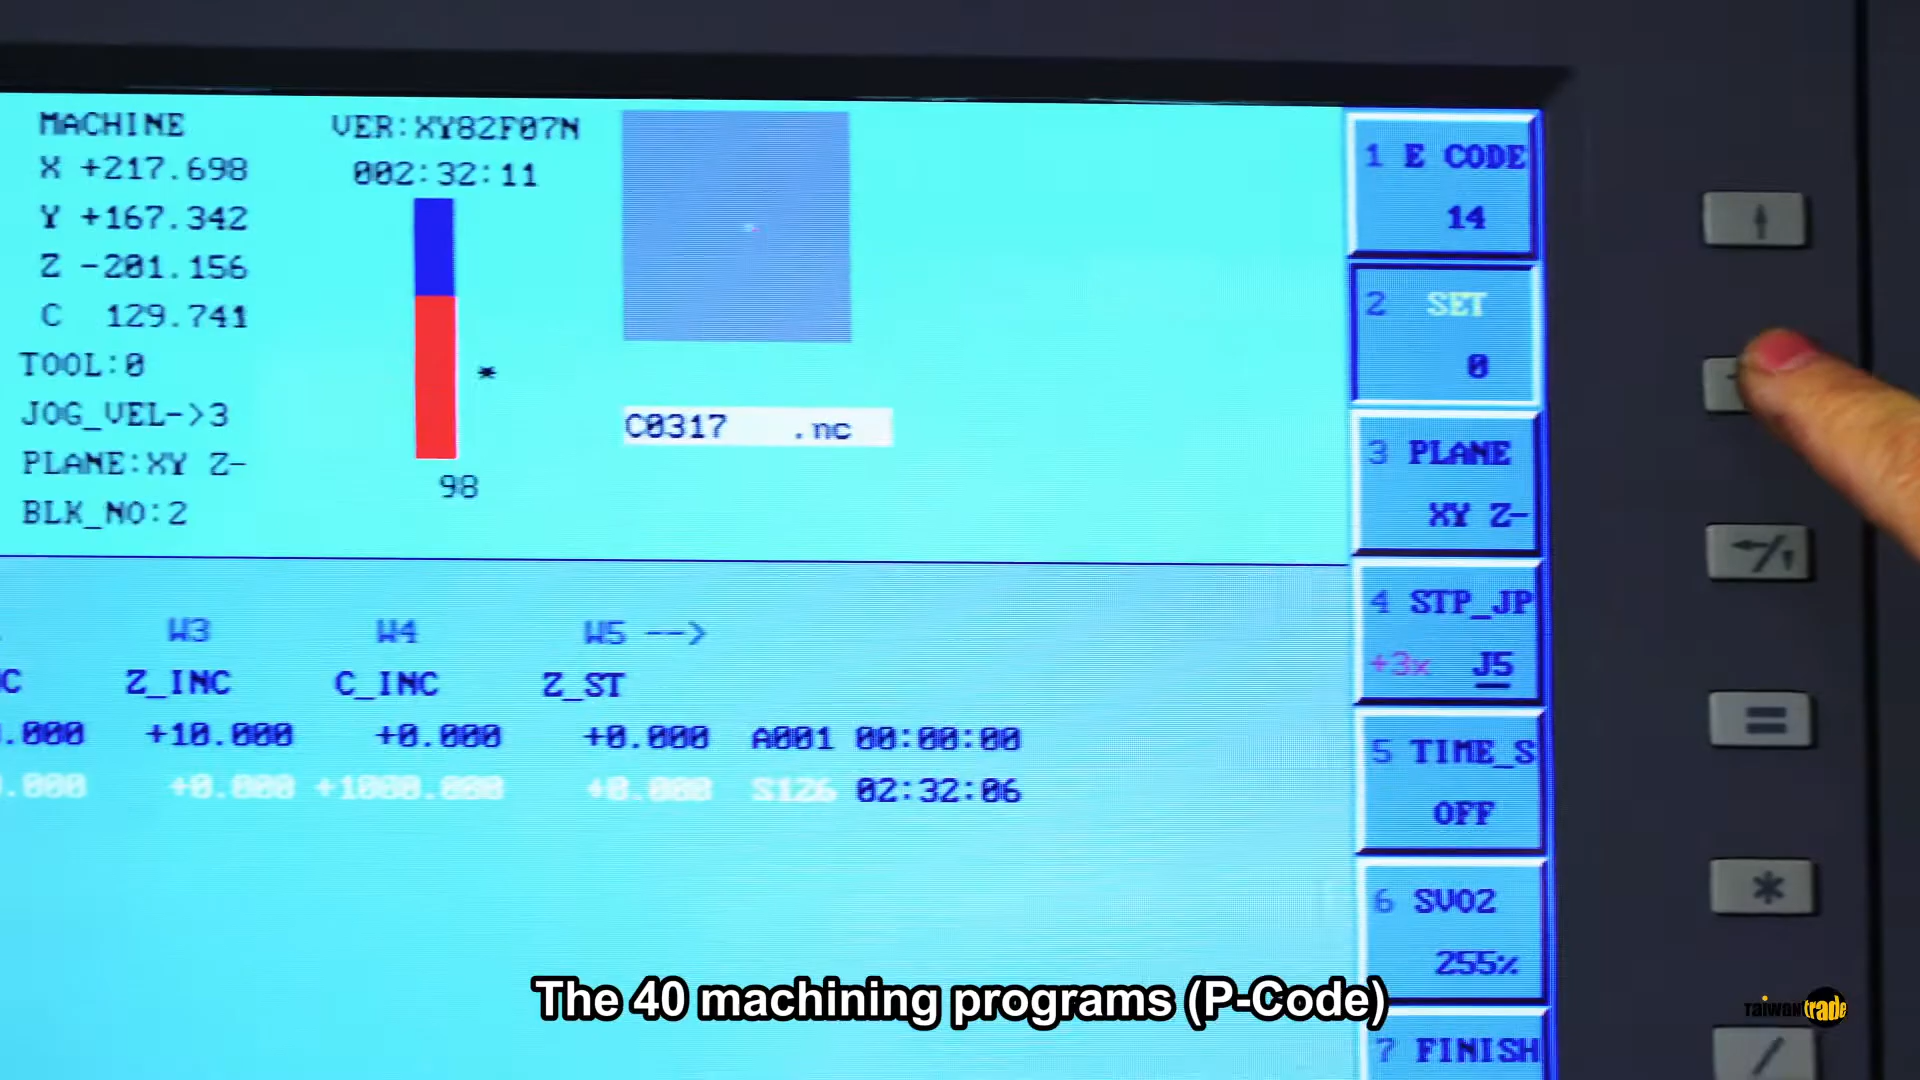 MACHINE
X +217.698
Y +167.342
Z -201.156
C 129.741
TOOL:0
JOG_VEL->3
PLANE:XY Z-
BLK_NO:2
VER:XY82F07N
002:32:11
*
98
C0317 .nc
W3 W4 W5 -->
C Z_INC C_INC Z_ST
.000 +10.000 +0.000 +0.000 A001 00:00:00
.000 +0.000 +1080.000 +0.000 S126 02:32:06
1 E CODE
14
2 SET
0
3 PLANE
XY Z-
4 STP_JP
+3x J5
5 TIME_S
OFF
6 SVO2
255%
7 FINISH
=
*
/
The 40 machining programs (P-Code)
Taiwantrade